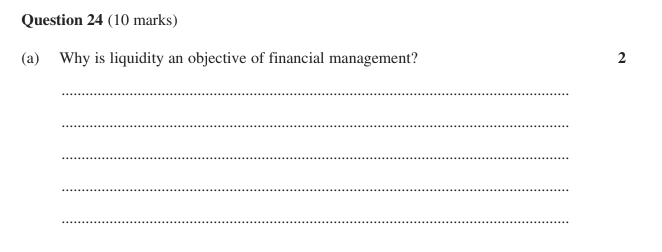 Question 24 (10 marks)
(a) Why is liquidity an objective of financial management? 2